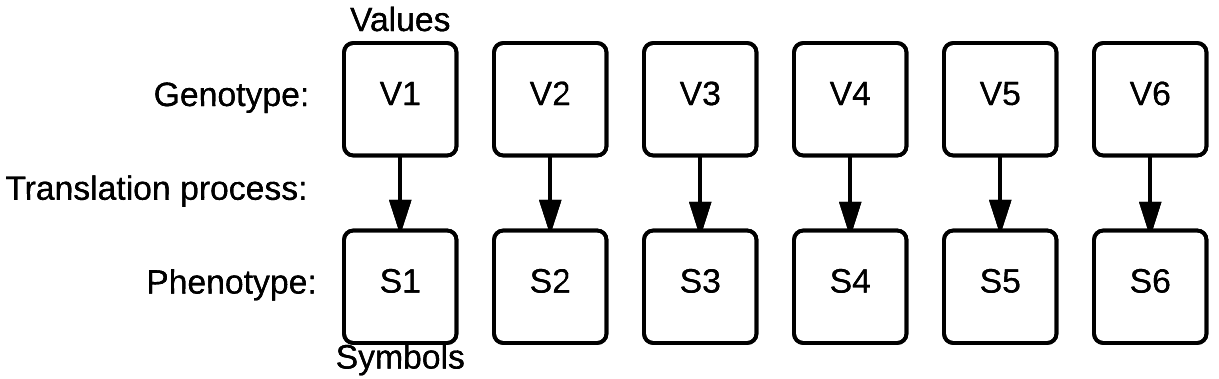 Values
Genotype: V1 V2 V3 V4 V5 V6
Translation process:
Phenotype: S1 S2 S3 S4 S5 S6
Symbols